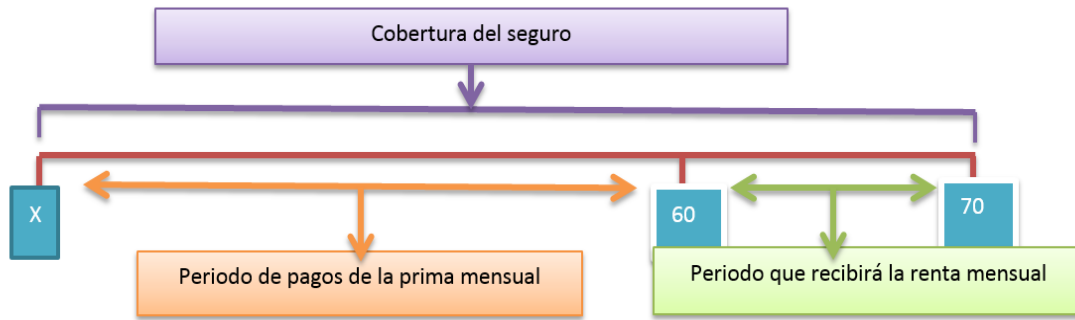 Cobertura del seguro
X
60
70
Periodo de pagos de la prima mensual
Periodo que recibirá la renta mensual